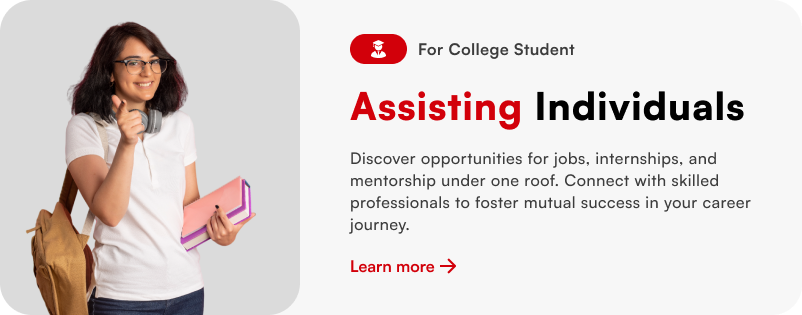 For College Student
Assisting Individuals
Discover opportunities for jobs, internships, and
mentorship under one roof. Connect with skilled
professionals to foster mutual success in your career
journey.
Learn more